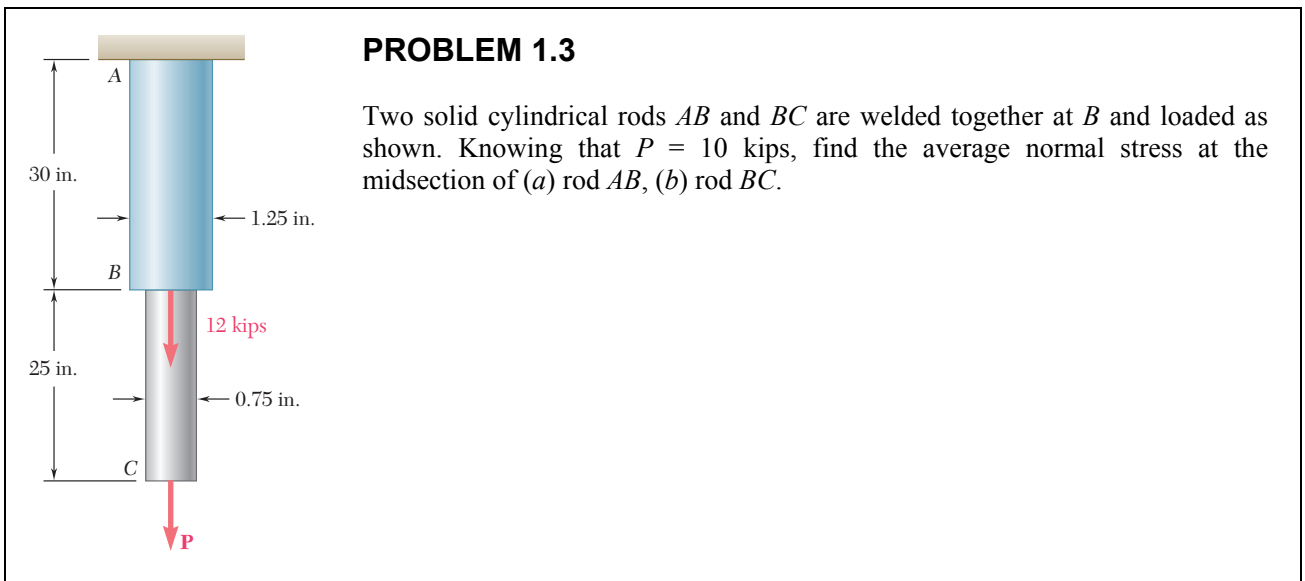 PROBLEM 1.3
Two solid cylindrical rods AB and BC are welded together at B and loaded as
shown. Knowing that P = 10 kips, find the average normal stress at the
midsection of (a) rod AB, (b) rod BC.
A
30 in.
1.25 in.
B
12 kips
25 in.
0.75 in.
C
P